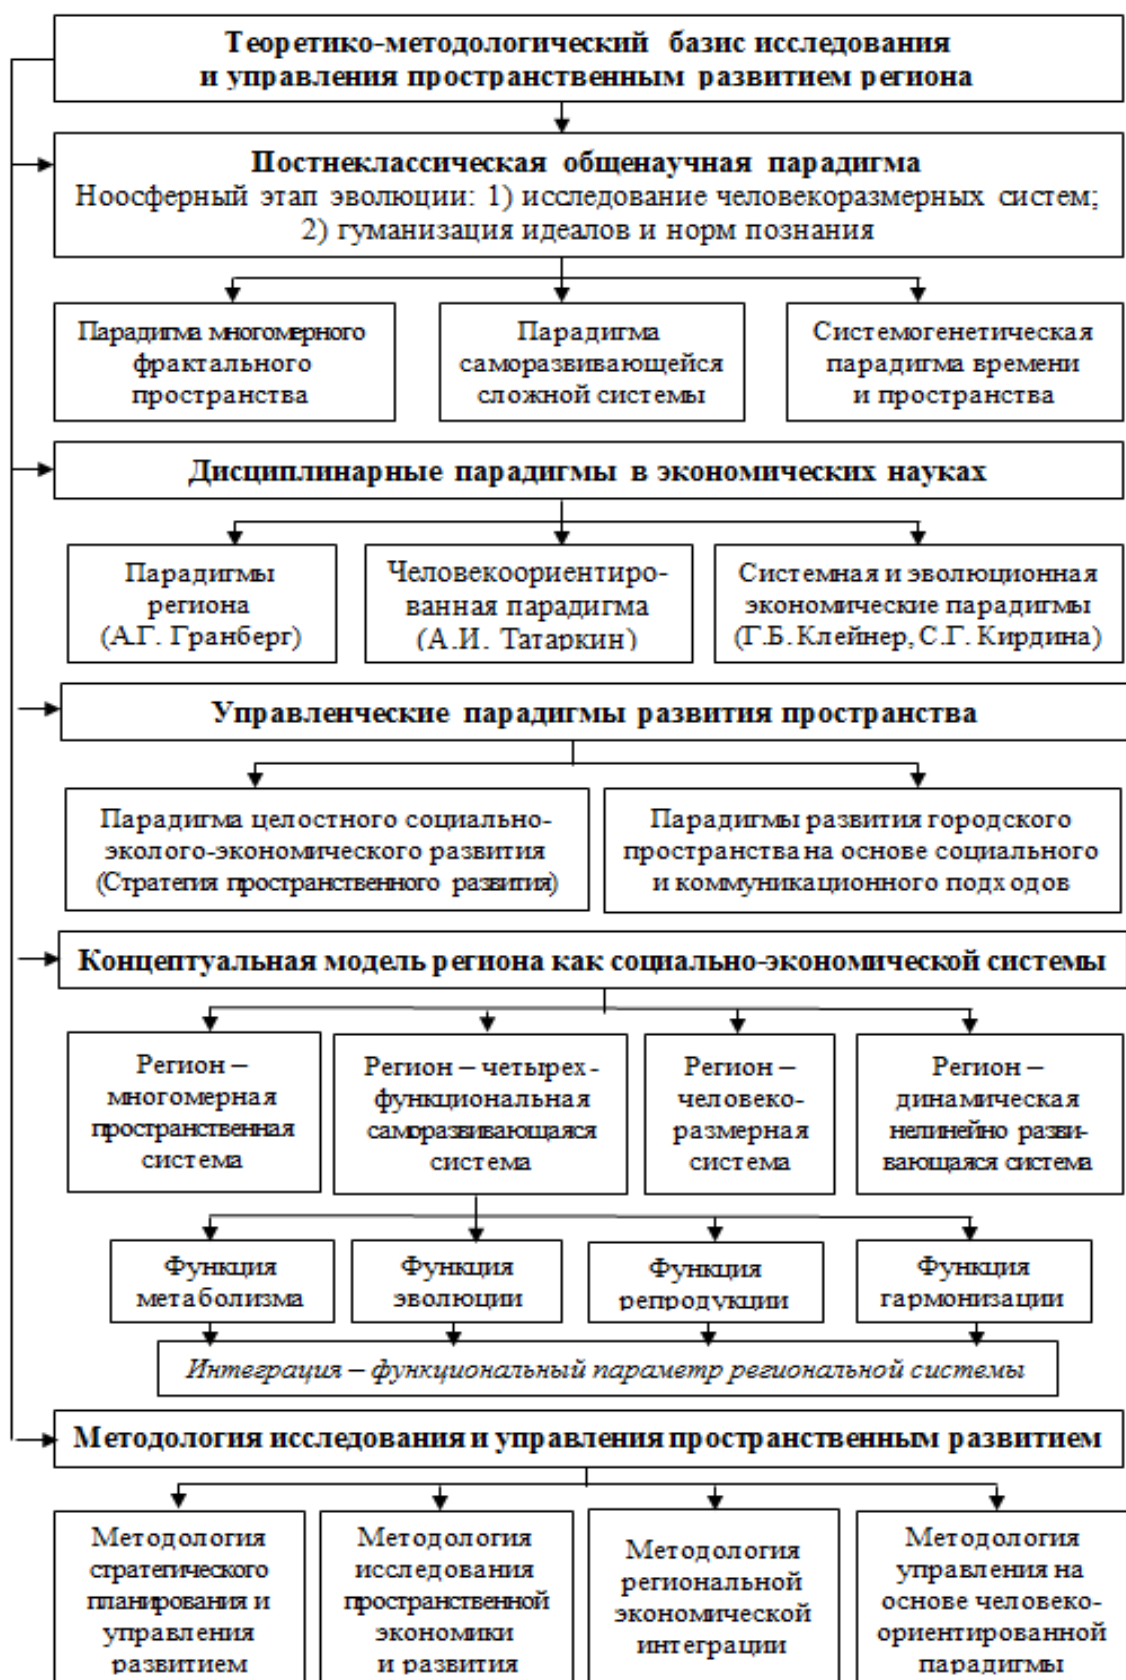 Теоретико-методологический базис исследования
и управления пространственным развитием региона
Постнеклассическая общенаучная парадигма
Ноосферный этап эволюции: 1) исследование человекоразмерных систем;
2) гуманизация идеалов и норм познания
Парадигма многомерного
фрактального
пространства
Парадигма
саморазвивающейся
сложной системы
Системогенетическая
парадигма времени
и пространства
Дисциплинарные парадигмы в экономических науках
Парадигмы
региона
(А.Г. Гранберг)
Человекоориентиро-
ванная парадигма
(А.И. Татаркин)
Системная и эволюционная
экономические парадигмы
(Г.Б. Клейнер, С.Г. Кирдина)
Управленческие парадигмы развития пространства
Парадигма целостного социально-
эколого-экономического развития
(Стратегия пространственного развития)
Парадигмы развития городского
пространства на основе социального
и коммуникационного подходов
Концептуальная модель региона как социально-экономической системы
Регион –
многомерная
пространственная
система
Регион – четырех-
функциональная
саморазвивающаяся
система
Регион –
человеко-
размерная
система
Регион –
динамическая
нелинейно разви-
вающаяся система
Функция
метаболизма
Функция
эволюции
Функция
репродукции
Функция
гармонизации
Интеграция – функциональный параметр региональной системы
Методология исследования и управления пространственным развитием
Методология
стратегического
планирования и
управления
развитием
Методология
исследования
пространственной
экономики
и развития
Методология
региональной
экономической
интеграции
Методология
управления на
основе человеко-
ориентированной
парадигмы